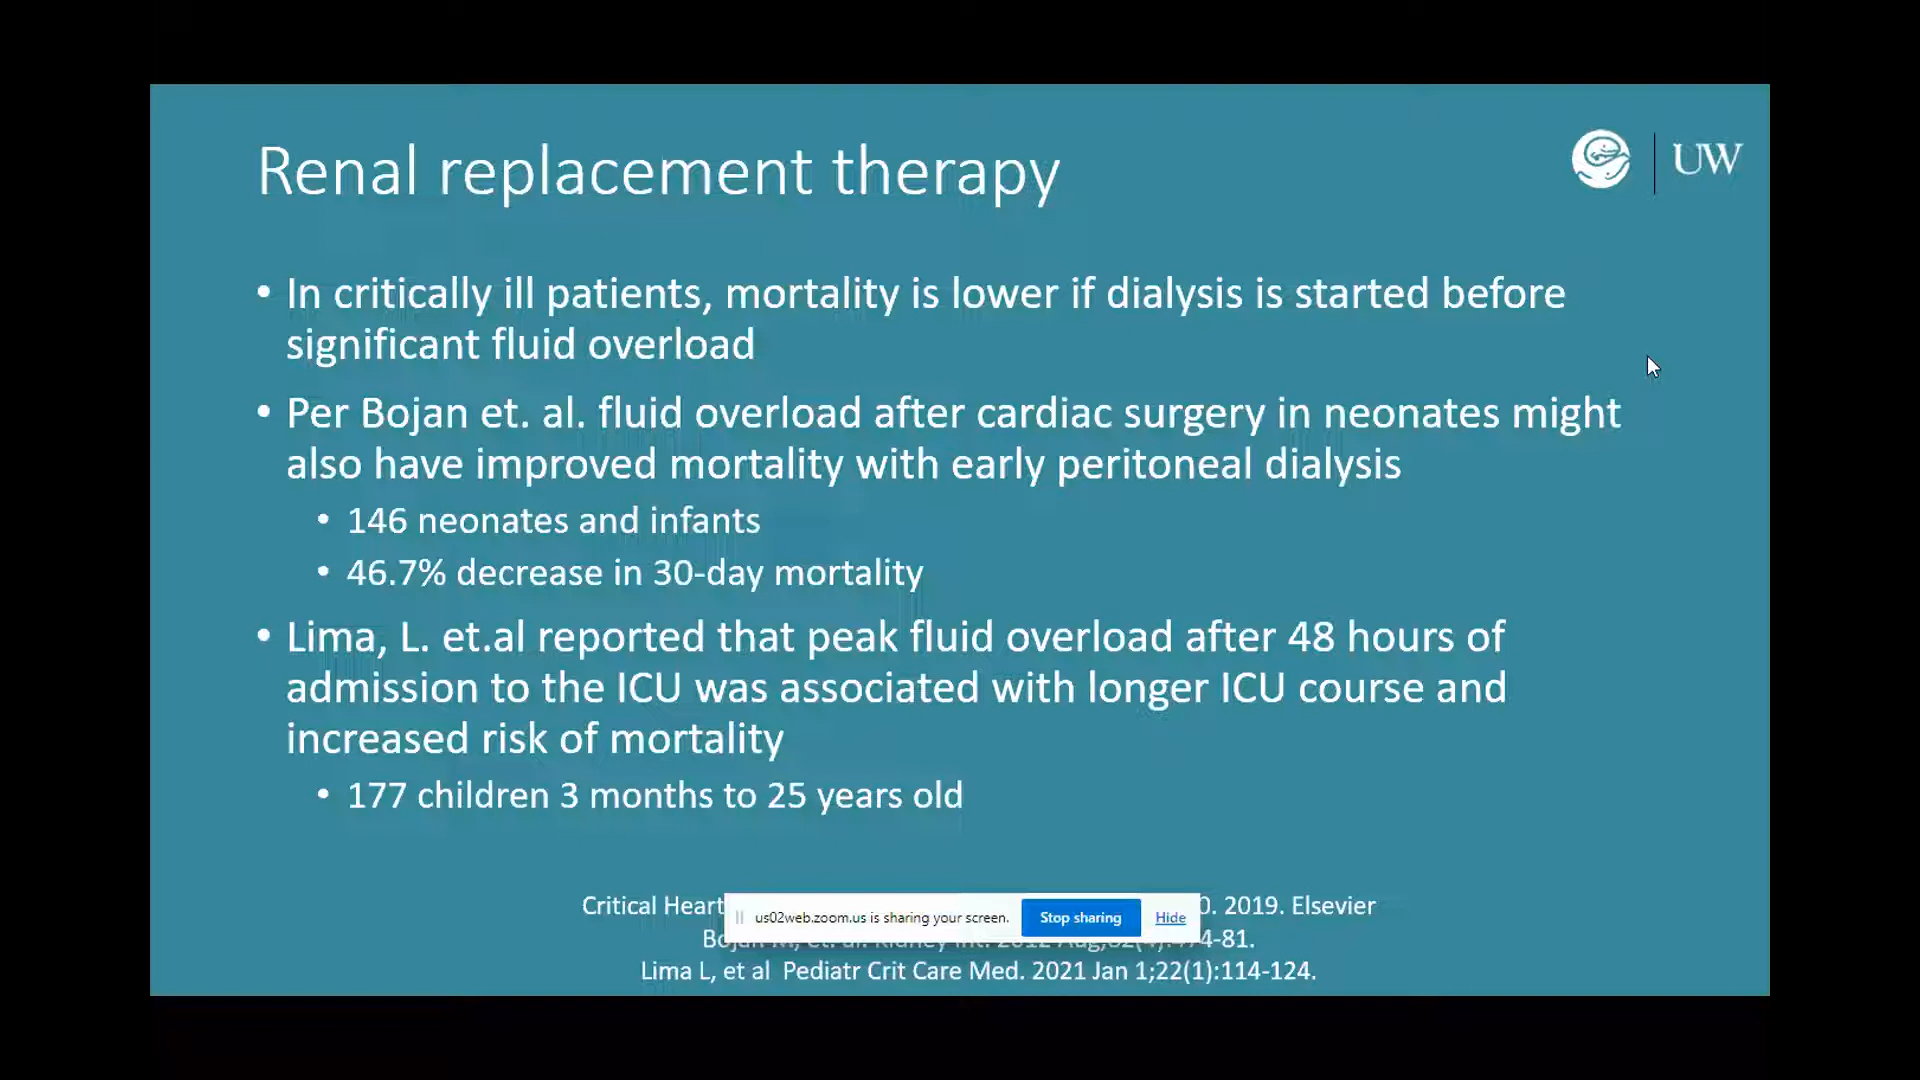 Renal replacement therapy
UW
• In critically ill patients, mortality is lower if dialysis is started before
significant fluid overload
• Per Bojan et. al. fluid overload after cardiac surgery in neonates might
also have improved mortality with early peritoneal dialysis
• 146 neonates and infants
• 46.7% decrease in 30-day mortality
• Lima, L. et.al reported that peak fluid overload after 48 hours of
admission to the ICU was associated with longer ICU course and
increased risk of mortality
• 177 children 3 months to 25 years old
Critical Heart 2019. Elsevier
us02web.zoom.us is sharing your screen. Stop sharing Hide
et. al. Kidney Int. 2012
Lima L, et al Pediatr Crit Care Med. 2021 Jan 1;22(1):114-124.